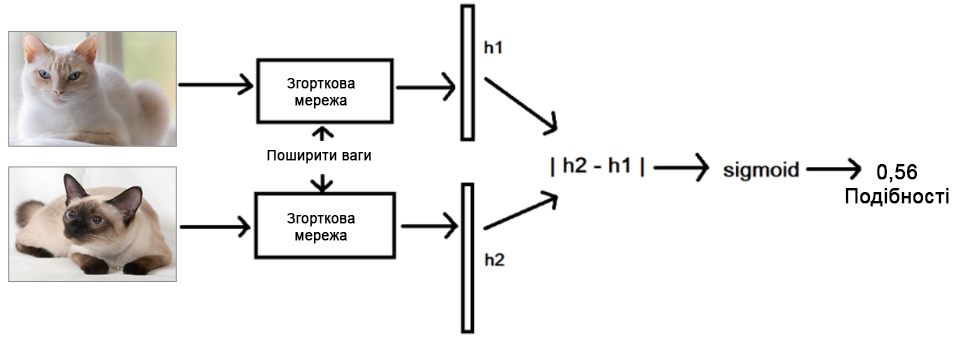 h1
Згорткова
мережа
Поширити ваги
| h2 - h1 |
sigmoid
0,56
Подібності
Згорткова
мережа
h2